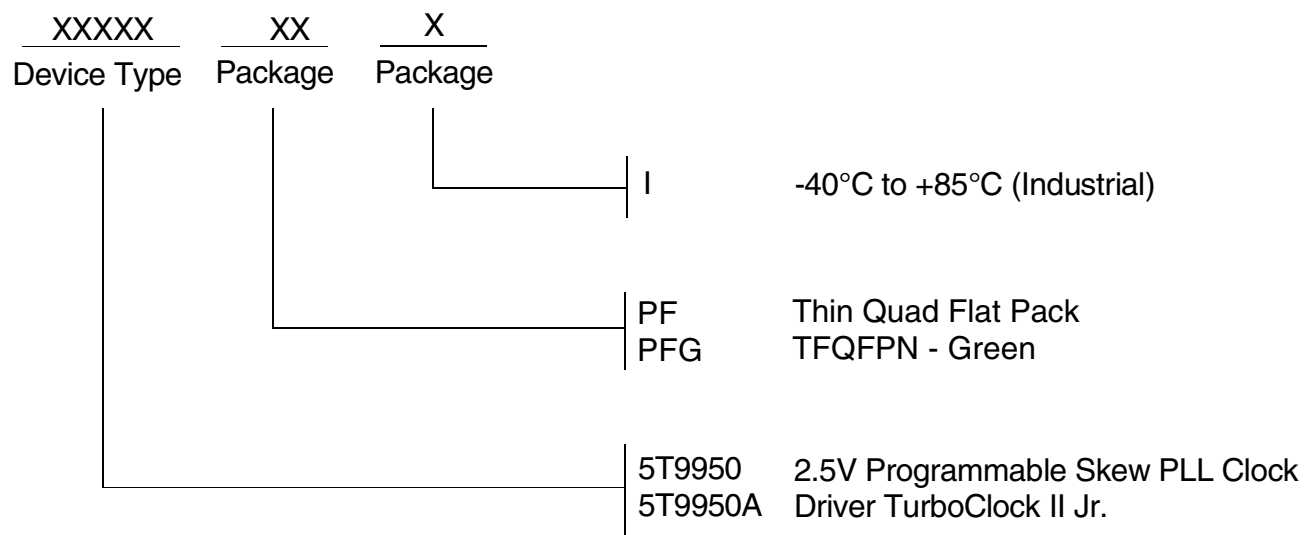 XXXXX XX X
Device Type Package Package
I -40°C to +85°C (Industrial)
PF Thin Quad Flat Pack
PFG TFQFPN - Green
5T9950 2.5V Programmable Skew PLL Clock
5T9950A Driver TurboClock II Jr.